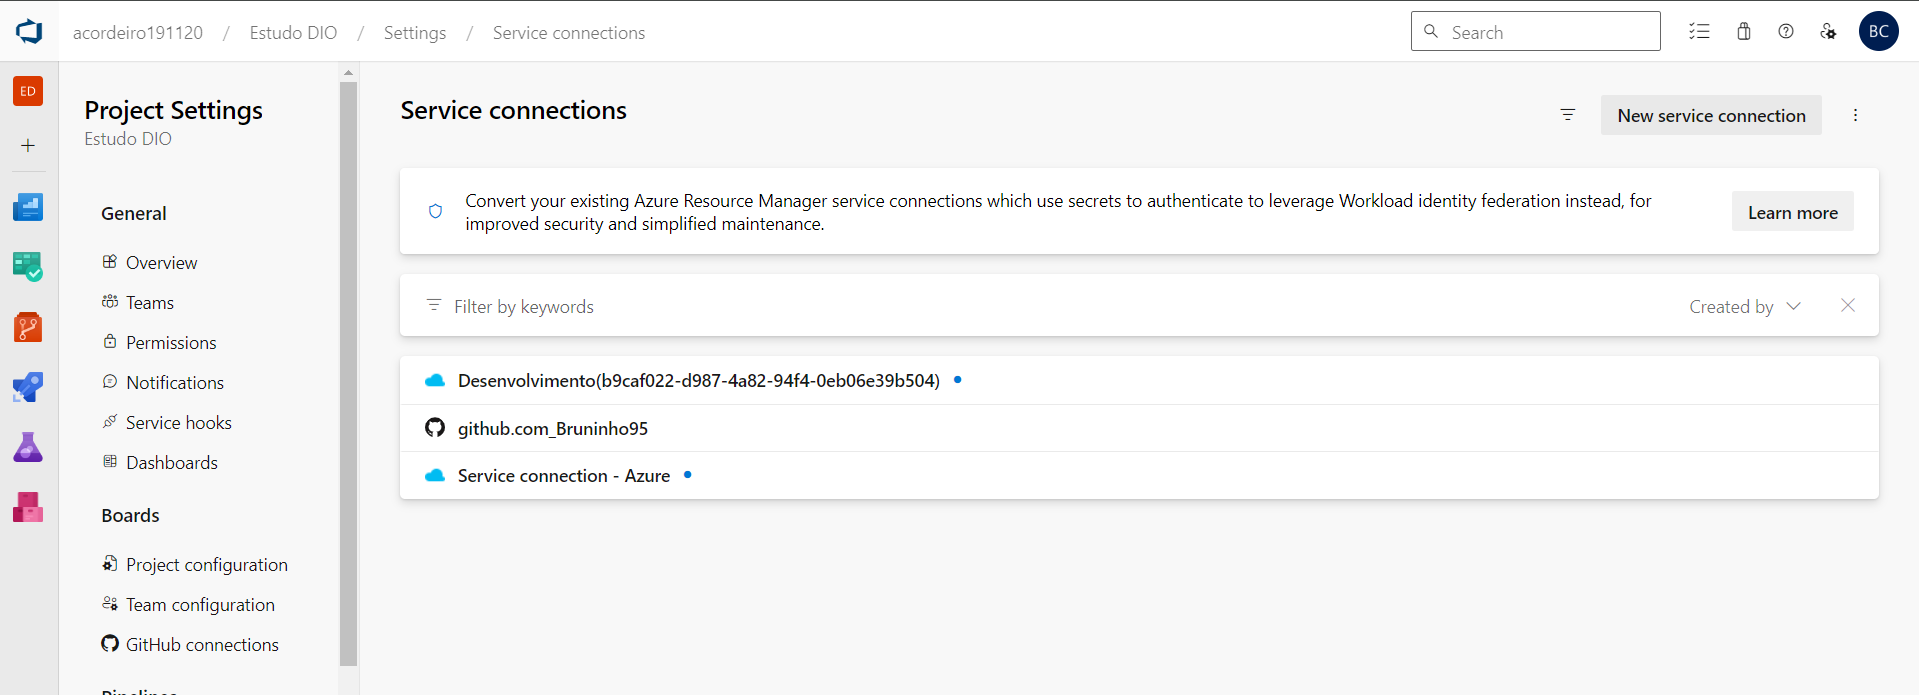 acordeiro191120 / Estudo DIO / Settings / Service connections
Search
BC
ED
Project Settings
Estudo DIO
General
Overview
Teams
Permissions
Notifications
Service hooks
Dashboards
Boards
Project configuration
Team configuration
GitHub connections
Pipelines
Service connections
New service connection
Convert your existing Azure Resource Manager service connections which use secrets to authenticate to leverage Workload identity federation instead, for
improved security and simplified maintenance.
Learn more
Filter by keywords
Created by
Desenvolvimento(b9caf022-d987-4a82-94f4-0eb06e39b504)
github.com_Bruninho95
Service connection - Azure